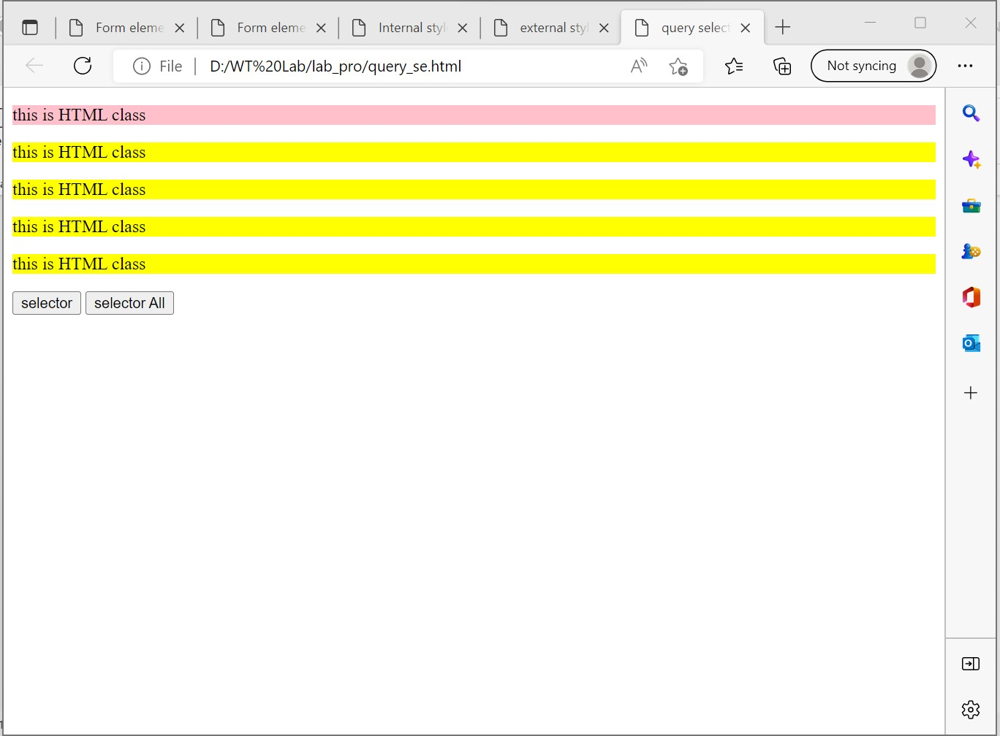 Form eleme
Form eleme
Internal styl
external styl
query select
File
D:/WT%20Lab/lab_pro/query_se.html
Not syncing
this is HTML class
this is HTML class
this is HTML class
this is HTML class
this is HTML class
selector selector All